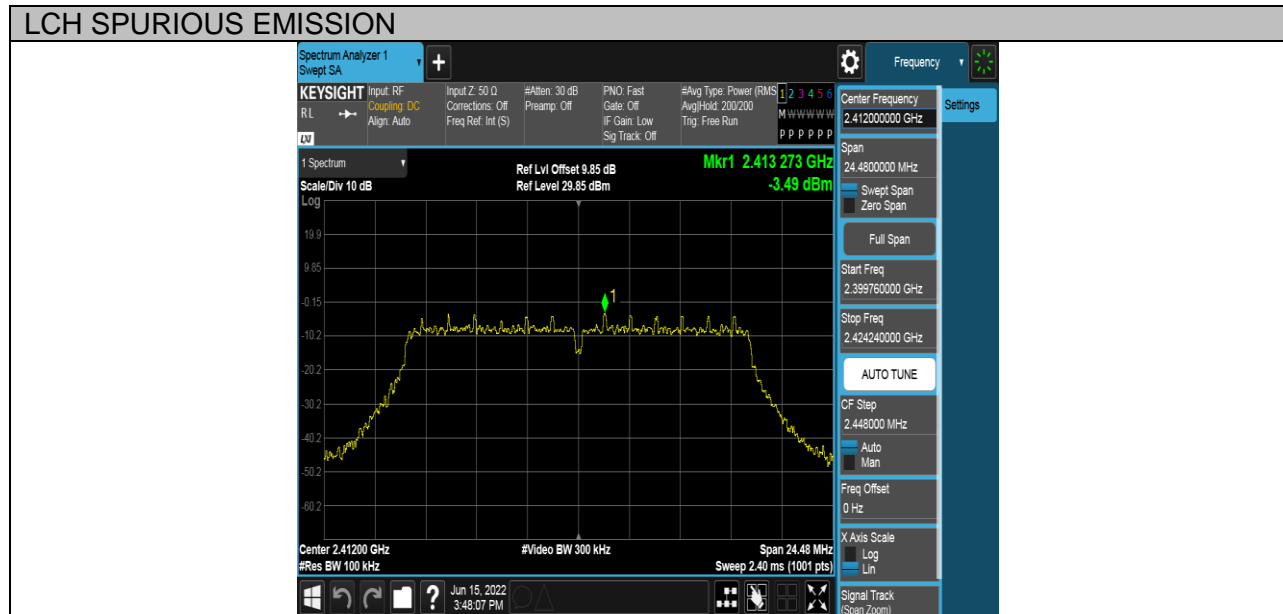 LCH SPURIOUS EMISSION
Spectrum Analyzer 1
Swept SA
+
Frequency
KEYSIGHT
RL
LXI
Input: RF
Coupling: DC
Align: Auto
Input Z: 50 Ω
Corrections: Off
Freq Ref: Int (S)
#Atten: 30 dB
Preamp: Off
PNO: Fast
Gate: Off
IF Gain: Low
Sig Track: Off
#Avg Type: Power (RMS
Avg|Hold: 200/200
Trig: Free Run
1 2 3 4 5 6
M W W W W W
P P P P P P
1 Spectrum
Scale/Div 10 dB
Ref Lvl Offset 9.85 dB
Ref Level 29.85 dBm
Mkr1 2.413 273 GHz
-3.49 dBm
Log
19.9
9.85
-0.15
-10.2
-20.2
-30.2
-40.2
-50.2
-60.2
1
Center 2.41200 GHz
#Res BW 100 kHz
#Video BW 300 kHz
Span 24.48 MHz
Sweep 2.40 ms (1001 pts)
?
Jun 15, 2022
3:48:07 PM
Center Frequency
2.412000000 GHz
Settings
Span
24.4800000 MHz
Swept Span
Zero Span
Full Span
Start Freq
2.399760000 GHz
Stop Freq
2.424240000 GHz
AUTO TUNE
CF Step
2.448000 MHz
Auto
Man
Freq Offset
0 Hz
X Axis Scale
Log
Lin
Signal Track
(Span Zoom)